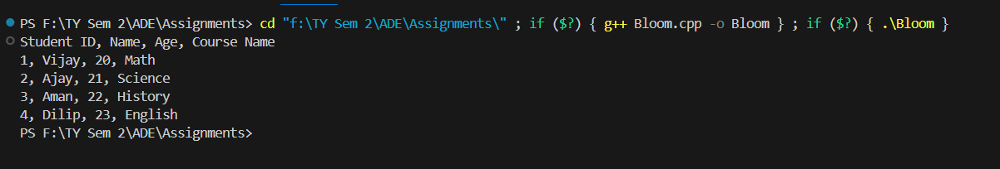 PS F:\TY Sem 2\ADE\Assignments> cd "f:\TY Sem 2\ADE\Assignments\" ; if ($?) { g++ Bloom.cpp -o Bloom } ; if ($?) { .\Bloom }
Student ID, Name, Age, Course Name
1, Vijay, 20, Math
2, Ajay, 21, Science
3, Aman, 22, History
4, Dilip, 23, English
PS F:\TY Sem 2\ADE\Assignments>